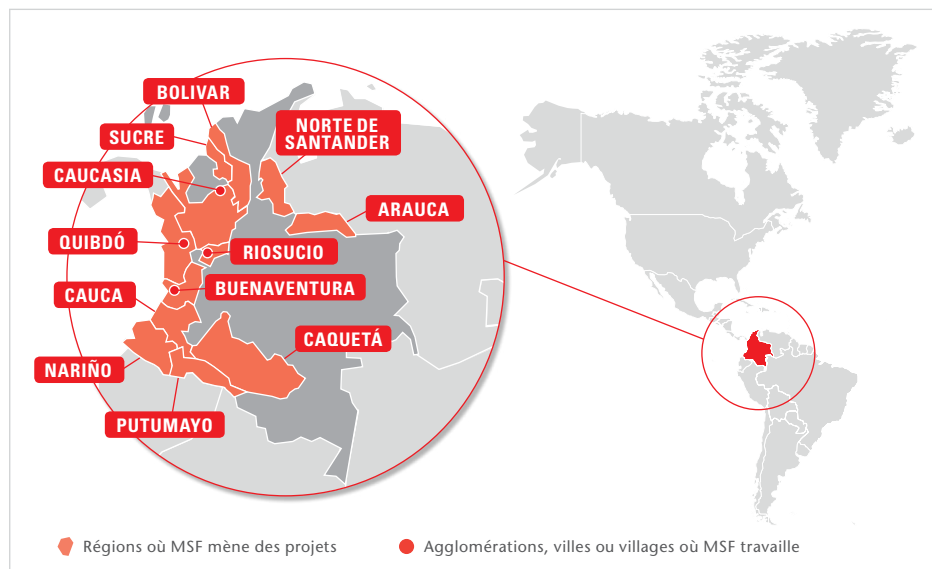 BOLIVAR
SUCRE
NORTE DE
SANTANDER
CAUCASIA
ARAUCA
QUIBDÓ
RIOSUCIO
BUENAVENTURA
CAUCA
CAQUETÁ
NARIÑO
PUTUMAYO
Régions où MSF mène des projets
Agglomérations, villes ou villages où MSF travaille